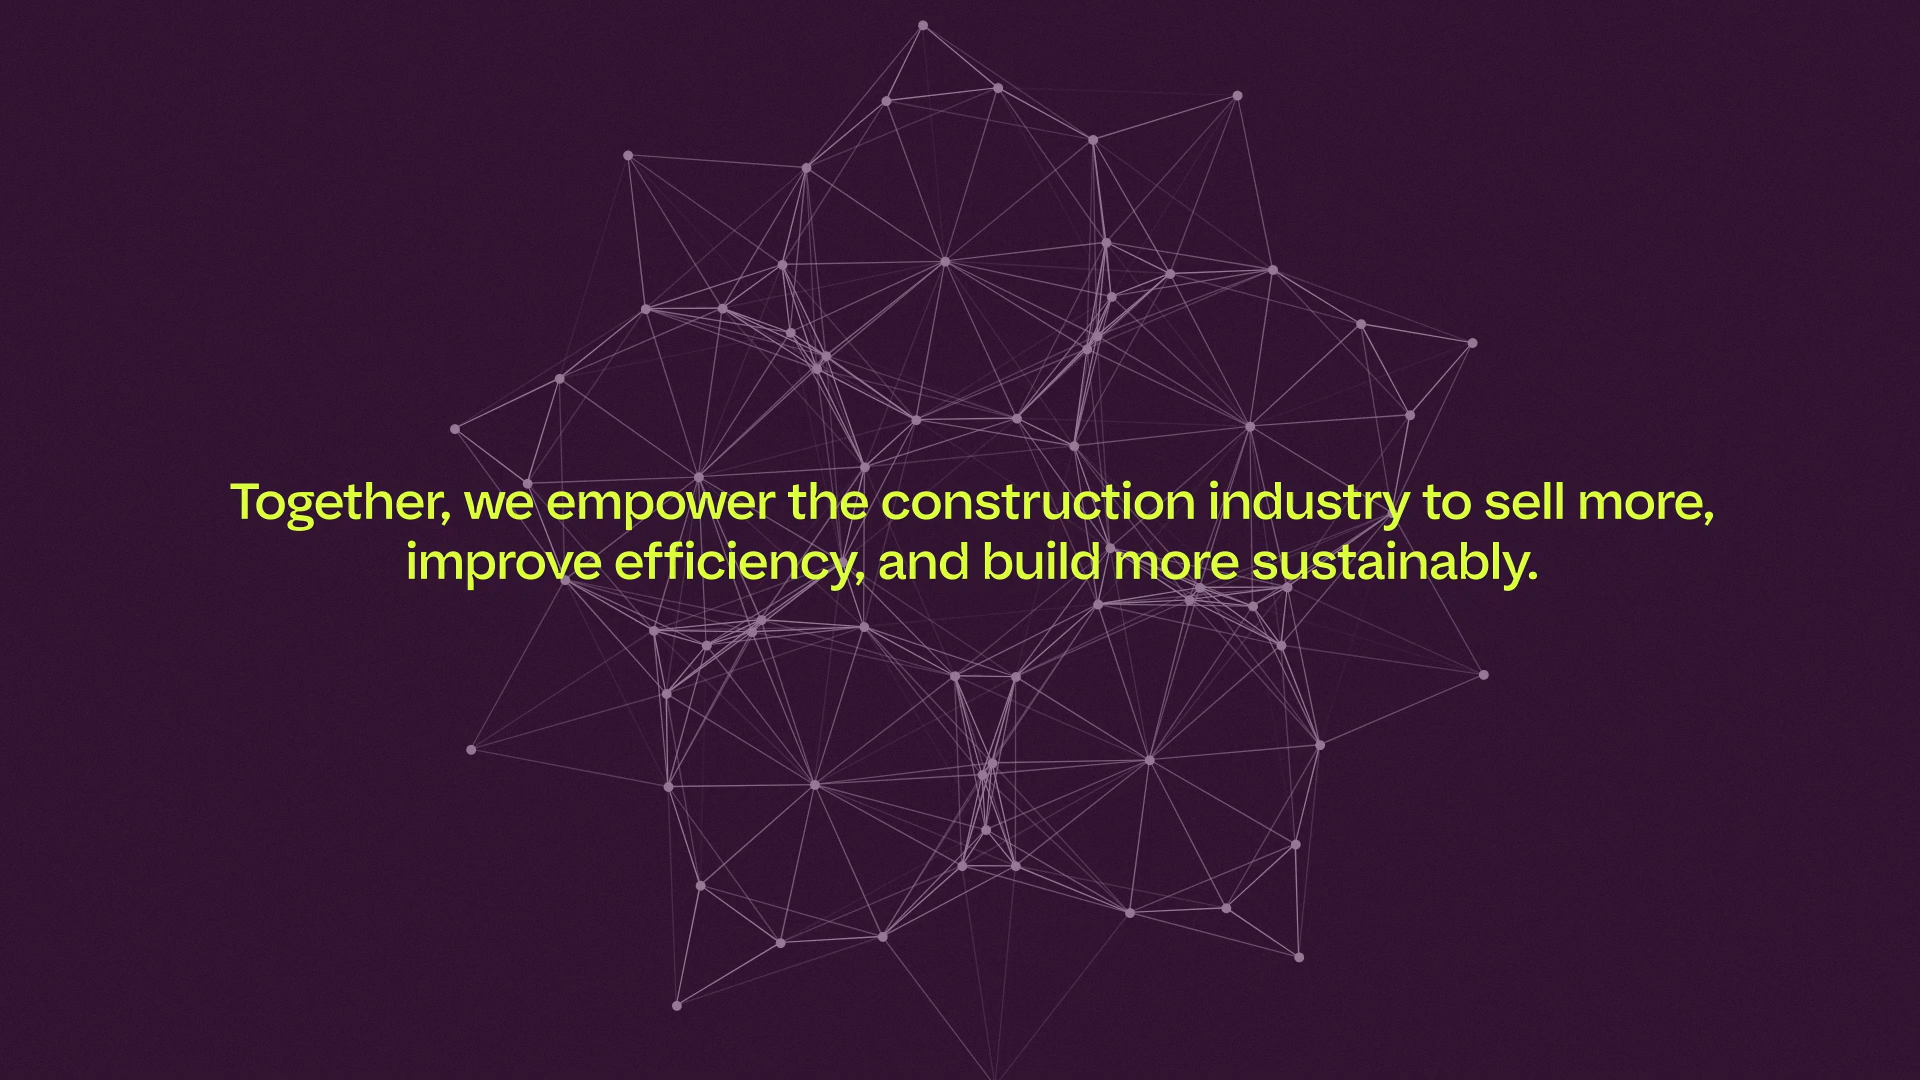 Together, we empower the construction industry to sell more,
improve efficiency, and build more sustainably.